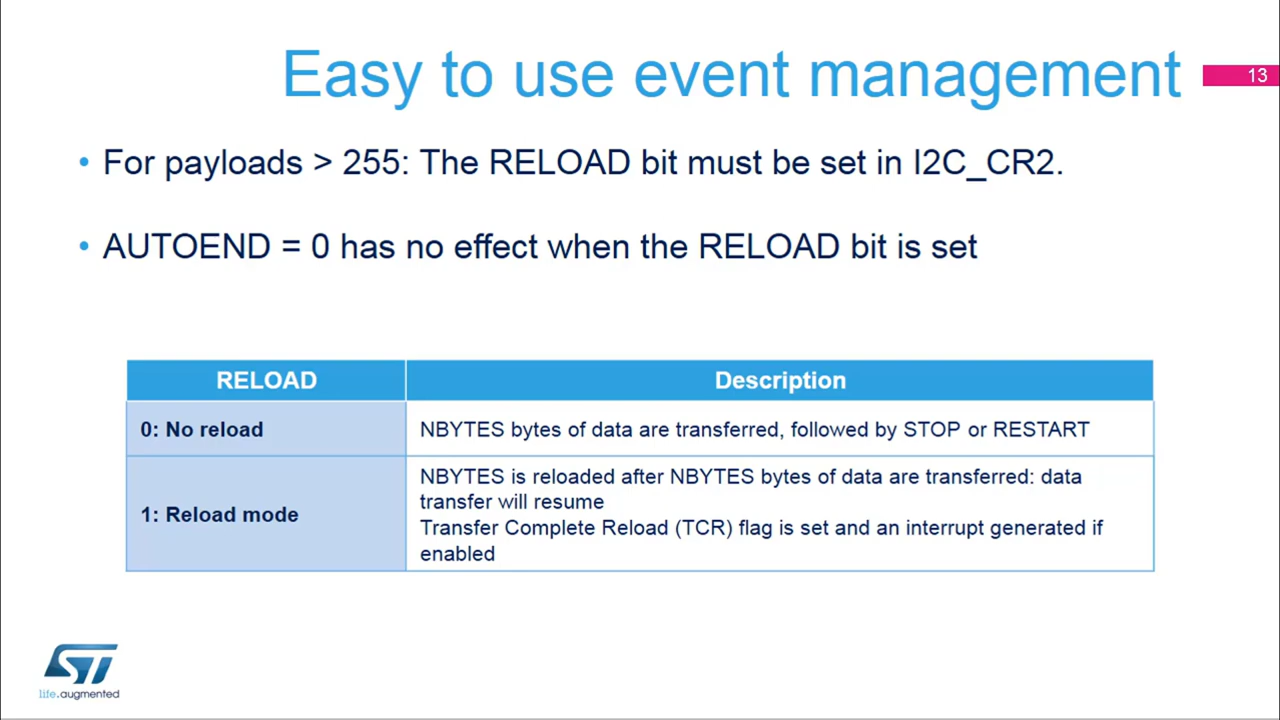 Easy to use event management
13
• For payloads > 255: The RELOAD bit must be set in I2C_CR2.
• AUTOEND = 0 has no effect when the RELOAD bit is set
RELOAD
Description
0: No reload
NBYTES bytes of data are transferred, followed by STOP or RESTART
1: Reload mode
NBYTES is reloaded after NBYTES bytes of data are transferred: data
transfer will resume
Transfer Complete Reload (TCR) flag is set and an interrupt generated if
enabled
ST
life.augmented